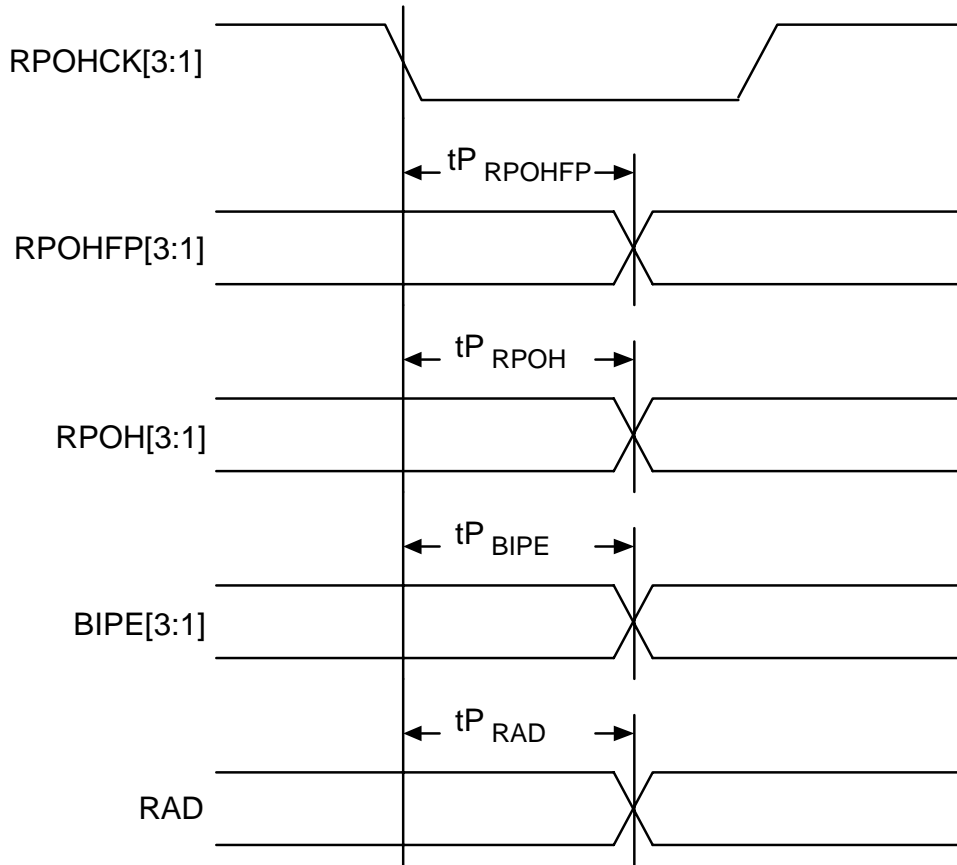 RPOHCK[3:1]
tP RPOHFP
RPOHFP[3:1]
tP RPOH
RPOH[3:1]
tP BIPE
BIPE[3:1]
tP RAD
RAD